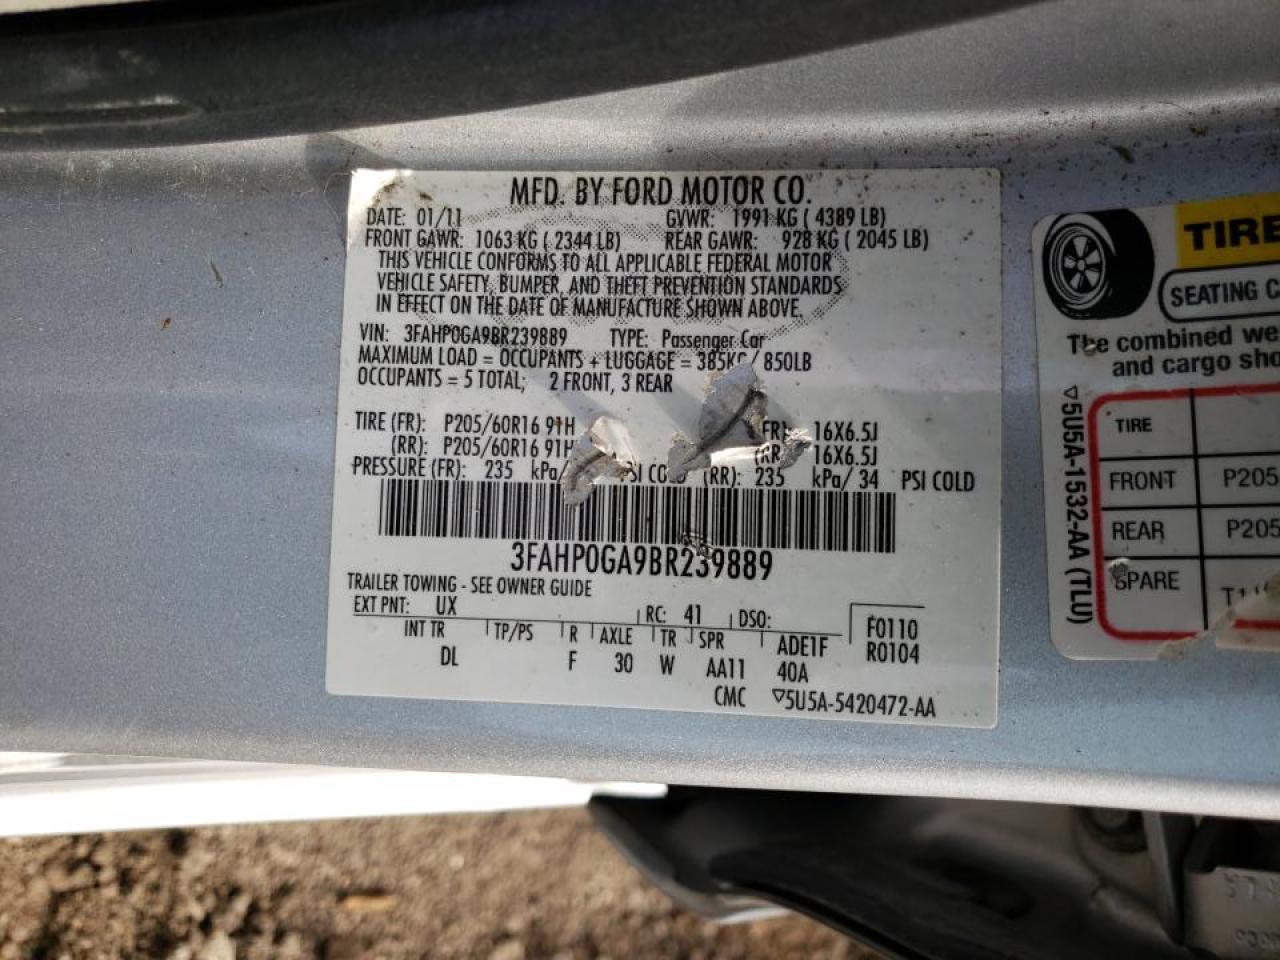 MFD. BY FORD MOTOR CO.
DATE: 01/11 GVWR: 1991 KG ( 4389 LB)
FRONT GAWR: 1063 KG ( 2344 LB) REAR GAWR: 928 KG ( 2045 LB)
THIS VEHICLE CONFORMS TO ALL APPLICABLE FEDERAL MOTOR
VEHICLE SAFETY, BUMPER, AND THEFT PREVENTION STANDARDS
IN EFFECT ON THE DATE OF MANUFACTURE SHOWN ABOVE.
VIN: 3FAHP0GA9BR239889 TYPE: Passenger Car
MAXIMUM LOAD = OCCUPANTS + LUGGAGE = 385KG / 850LB
OCCUPANTS = 5 TOTAL; 2 FRONT, 3 REAR
TIRE (FR): P205/60R16 91H (FR) 16X6.5J
(RR): P205/60R16 91H (RR 16X6.5J
PRESSURE (FR): 235 kPa/ PSI COLD (RR): 235 kPa/ 34 PSI COLD
3FAHP0GA9BR239889
TRAILER TOWING - SEE OWNER GUIDE
EXT PNT: UX RC: 41 DSO: F0110
INT TR TP/PS R AXLE TR SPR ADE1F R0104
DL F 30 W AA11 40A
CMC ▽5U5A-5420472-AA
TIRE
SEATING C
The combined we
and cargo sho
▽5U5A-1532-AA (TLU)
TIRE
FRONT P205
REAR P205
SPARE T1